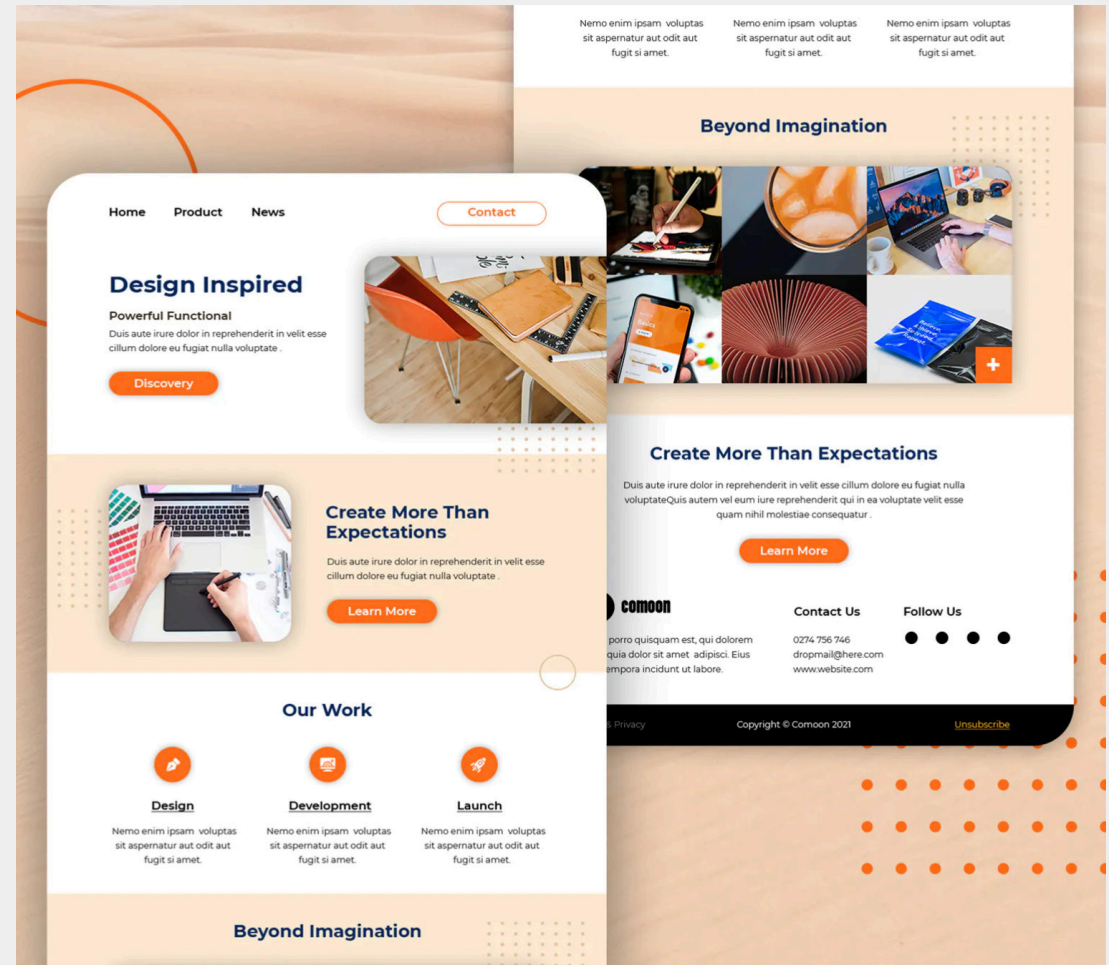 Home Product News
Contact
Design Inspired
Powerful Functional
Duis aute irure dolor in reprehenderit in velit esse
cillum dolore eu fugiat nulla voluptate .
Discovery
Create More Than
Expectations
Duis aute irure dolor in reprehenderit in velit esse
cillum dolore eu fugiat nulla voluptate .
Learn More
Our Work
Design
Nemo enim ipsam voluptas
sit aspernatur aut odit aut
fugit si amet.
Development
Nemo enim ipsam voluptas
sit aspernatur aut odit aut
fugit si amet.
Launch
Nemo enim ipsam voluptas
sit aspernatur aut odit aut
fugit si amet.
Beyond Imagination
Nemo enim ipsam voluptas
sit aspernatur aut odit aut
fugit si amet.
Nemo enim ipsam voluptas
sit aspernatur aut odit aut
fugit si amet.
Nemo enim ipsam voluptas
sit aspernatur aut odit aut
fugit si amet.
Beyond Imagination
Basics
+
Create More Than Expectations
Duis aute irure dolor in reprehenderit in velit esse cillum dolore eu fugiat nulla
voluptateQuis autem vel eum iure reprehenderit qui in ea voluptate velit esse
quam nihil molestiae consequatur .
Learn More
comoon
porro quisquam est, qui dolorem
quia dolor sit amet adipisci. Eius
empora incidunt ut labore.
Contact Us
0274 756 746
dropmail@here.com
www.website.com
Follow Us
& Privacy
Copyright © Comoon 2021
Unsubscribe